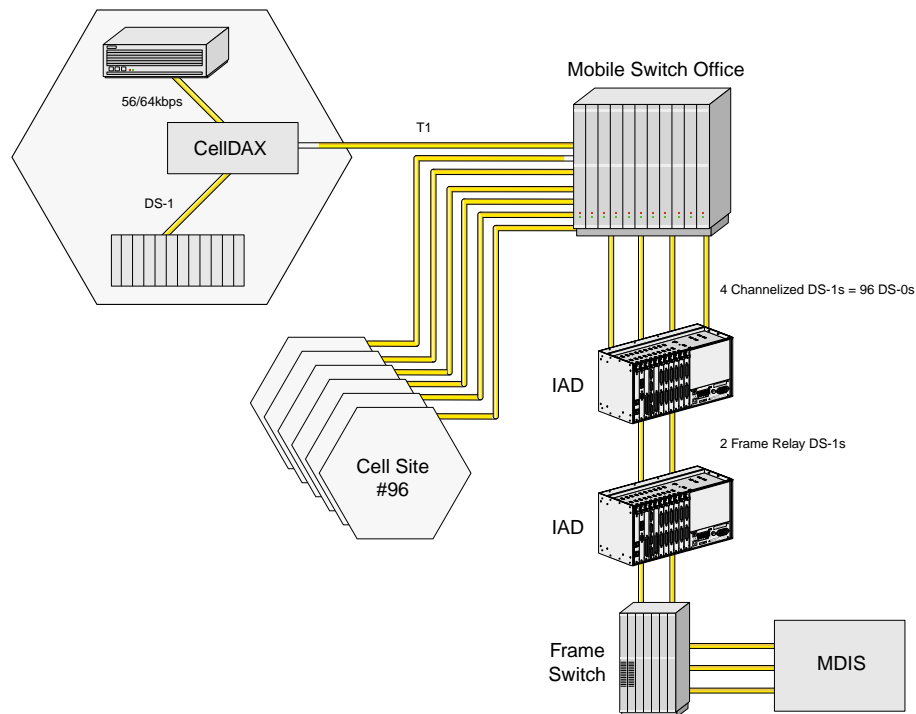 Mobile Switch Office
56/64kbps
CellDAX
T1
DS-1
4 Channelized DS-1s = 96 DS-0s
IAD
2 Frame Relay DS-1s
Cell Site
#96
IAD
Frame
Switch
MDIS